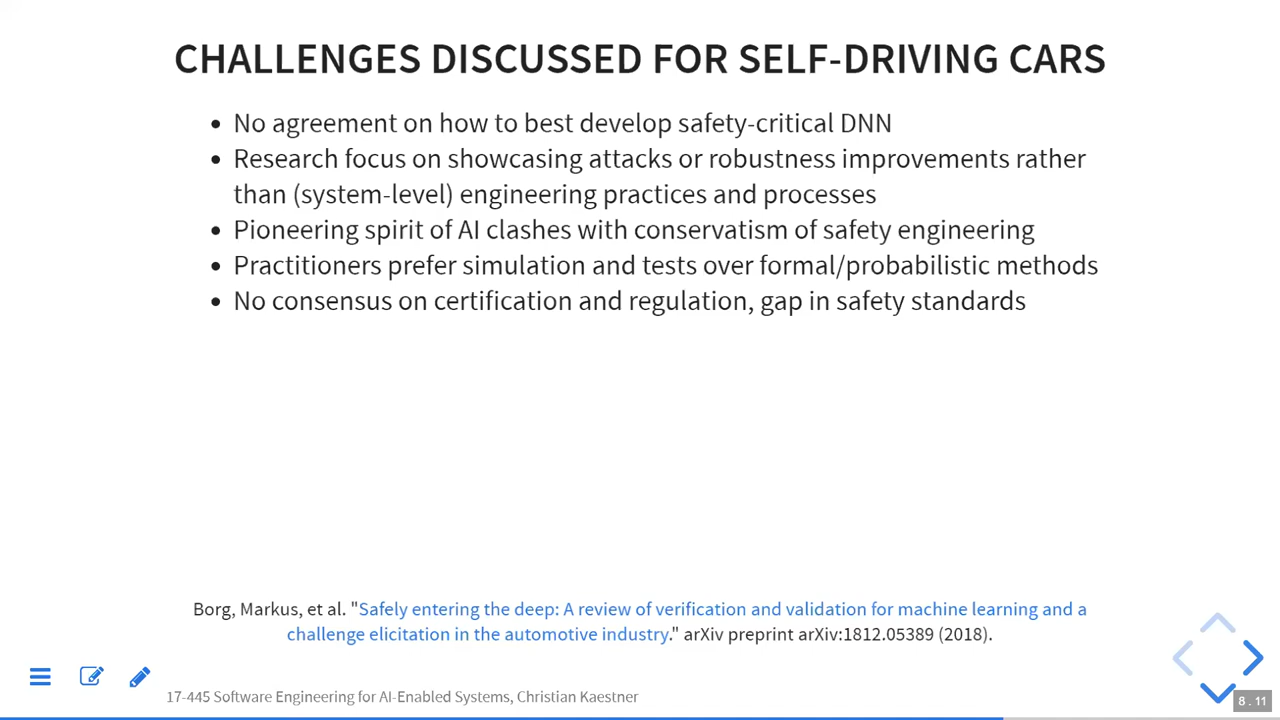 CHALLENGES DISCUSSED FOR SELF-DRIVING CARS
• No agreement on how to best develop safety-critical DNN
• Research focus on showcasing attacks or robustness improvements rather
than (system-level) engineering practices and processes
• Pioneering spirit of AI clashes with conservatism of safety engineering
• Practitioners prefer simulation and tests over formal/probabilistic methods
• No consensus on certification and regulation, gap in safety standards
Borg, Markus, et al. "Safely entering the deep: A review of verification and validation for machine learning and a
challenge elicitation in the automotive industry." arXiv preprint arXiv:1812.05389 (2018).
17-445 Software Engineering for AI-Enabled Systems, Christian Kaestner
8 . 11